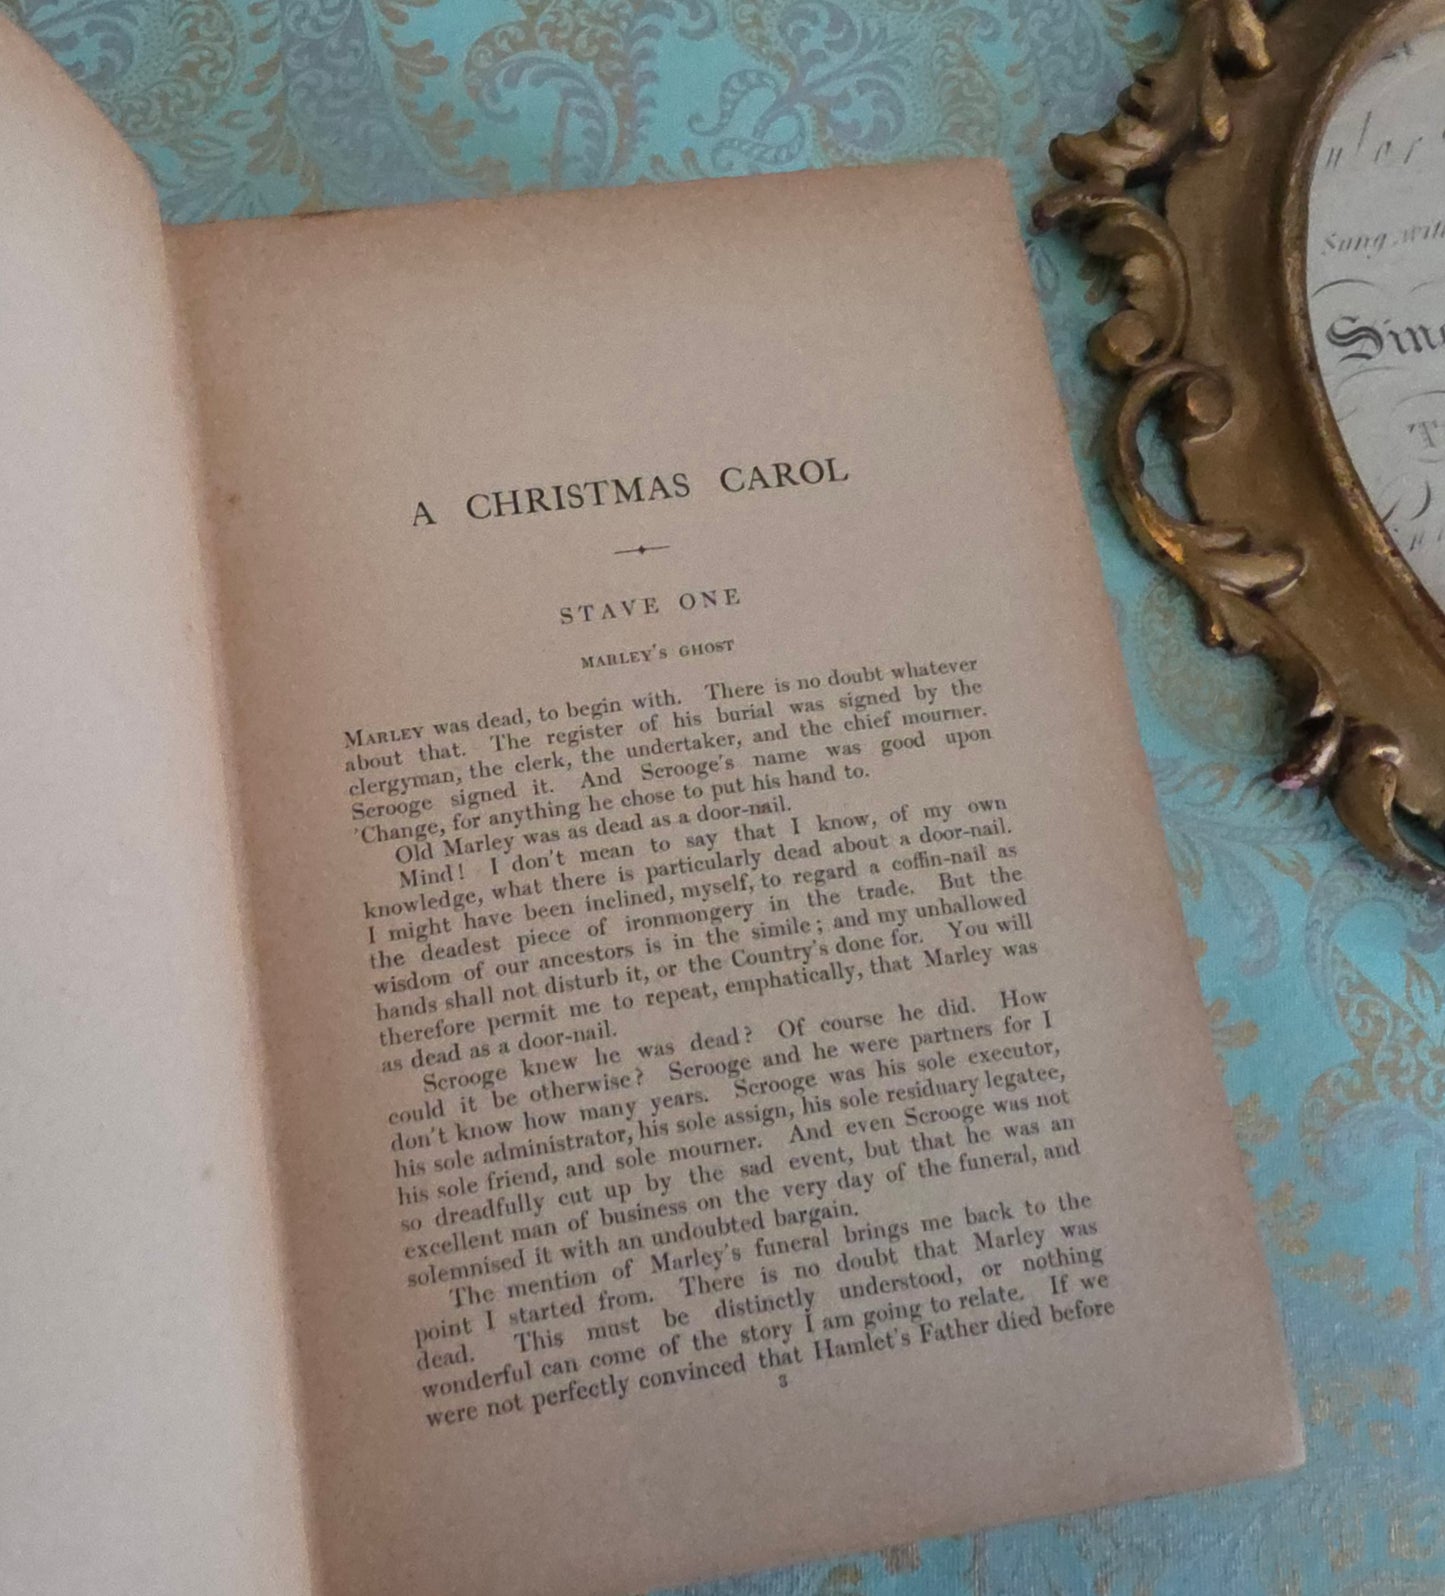 A CHRISTMAS CAROL
STAVE ONE
MARLEY'S GHOST
MARLEY was dead, to begin with. There is no doubt whatever
about that. The register of his burial was signed by the
clergyman, the clerk, the undertaker, and the chief mourner.
Scrooge signed it. And Scrooge's name was good upon
'Change, for anything he chose to put his hand to.
Old Marley was as dead as a door-nail.
Mind! I don't mean to say that I know, of my own
knowledge, what there is particularly dead about a door-nail.
I might have been inclined, myself, to regard a coffin-nail as
the deadest piece of ironmongery in the trade. But the
wisdom of our ancestors is in the simile; and my unhallowed
hands shall not disturb it, or the Country's done for. You will
therefore permit me to repeat, emphatically, that Marley was
as dead as a door-nail.
Scrooge knew he was dead? Of course he did. How
could it be otherwise? Scrooge and he were partners for I
don't know how many years. Scrooge was his sole executor,
his sole administrator, his sole assign, his sole residuary legatee,
his sole friend, and sole mourner. And even Scrooge was not
so dreadfully cut up by the sad event, but that he was an
excellent man of business on the very day of the funeral, and
solemnised it with an undoubted bargain.
The mention of Marley's funeral brings me back to the
point I started from. There is no doubt that Marley was
dead. This must be distinctly understood, or nothing
wonderful can come of the story I am going to relate. If we
were not perfectly convinced that Hamlet's Father died before
3
Sung with